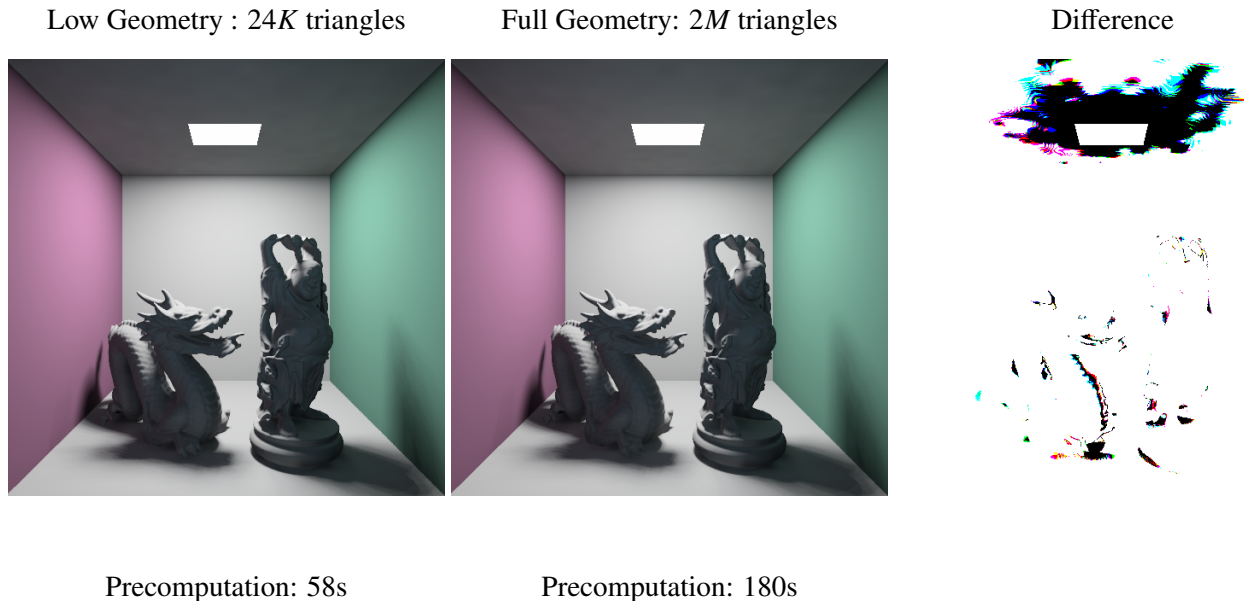 Low Geometry : 24K triangles
Full Geometry: 2M triangles
Difference
Precomputation: 58s
Precomputation: 180s